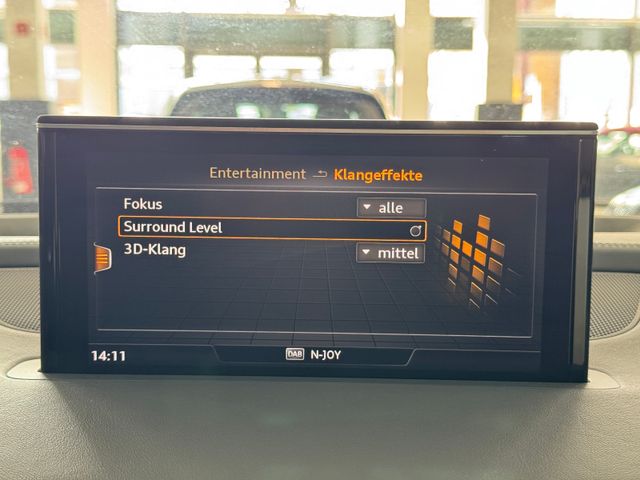 Entertainment Klangeffekte
Fokus alle
Surround Level
3D-Klang mittel
14:11 DAB N-JOY